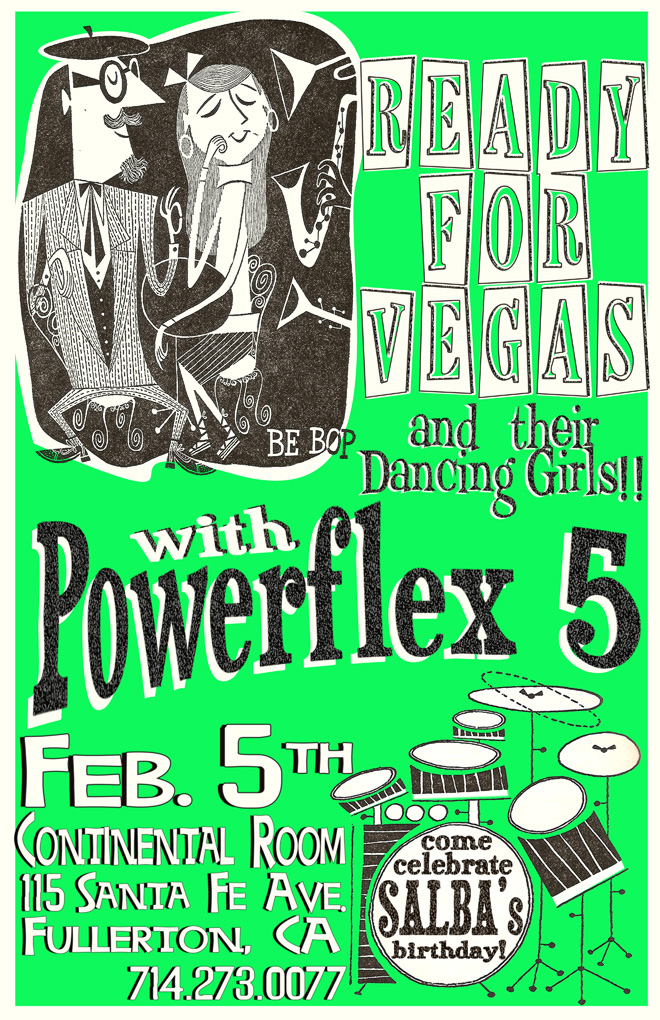 READY
FOR
VEGAS
BE BOP
and their
Dancing Girls!!
with
Powerflex 5
FEB. 5TH
CONTINENTAL ROOM
115 SANTA FE AVE.
FULLERTON, CA
714.273.0077
come
celebrate
SALBA's
birthday!